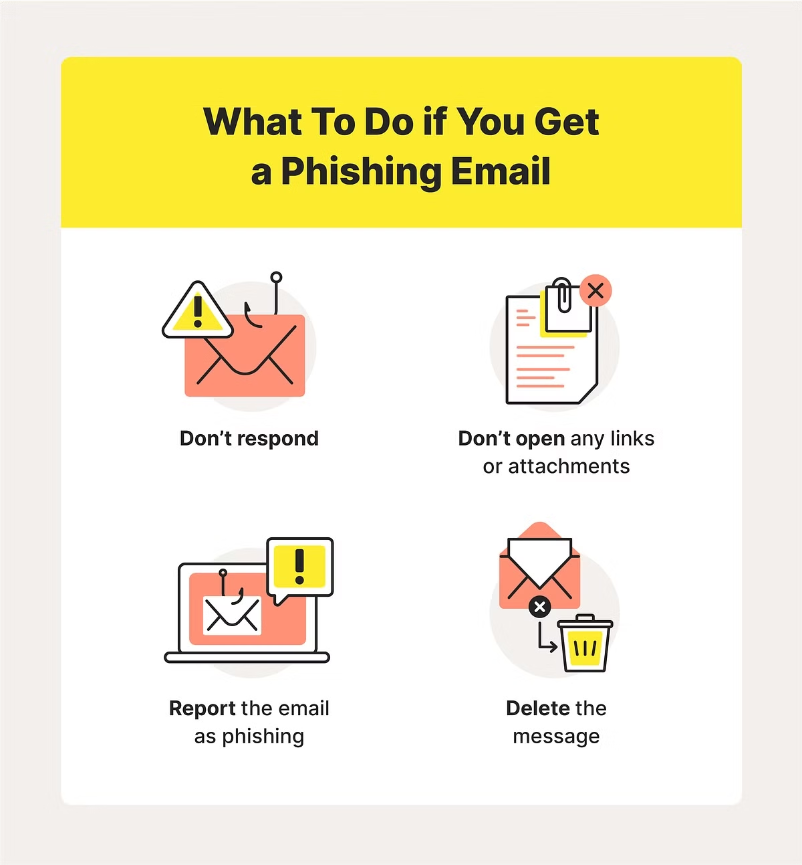 What To Do if You Get
a Phishing Email
Don’t respond
Don’t open any links
or attachments
Report the email
as phishing
Delete the
message